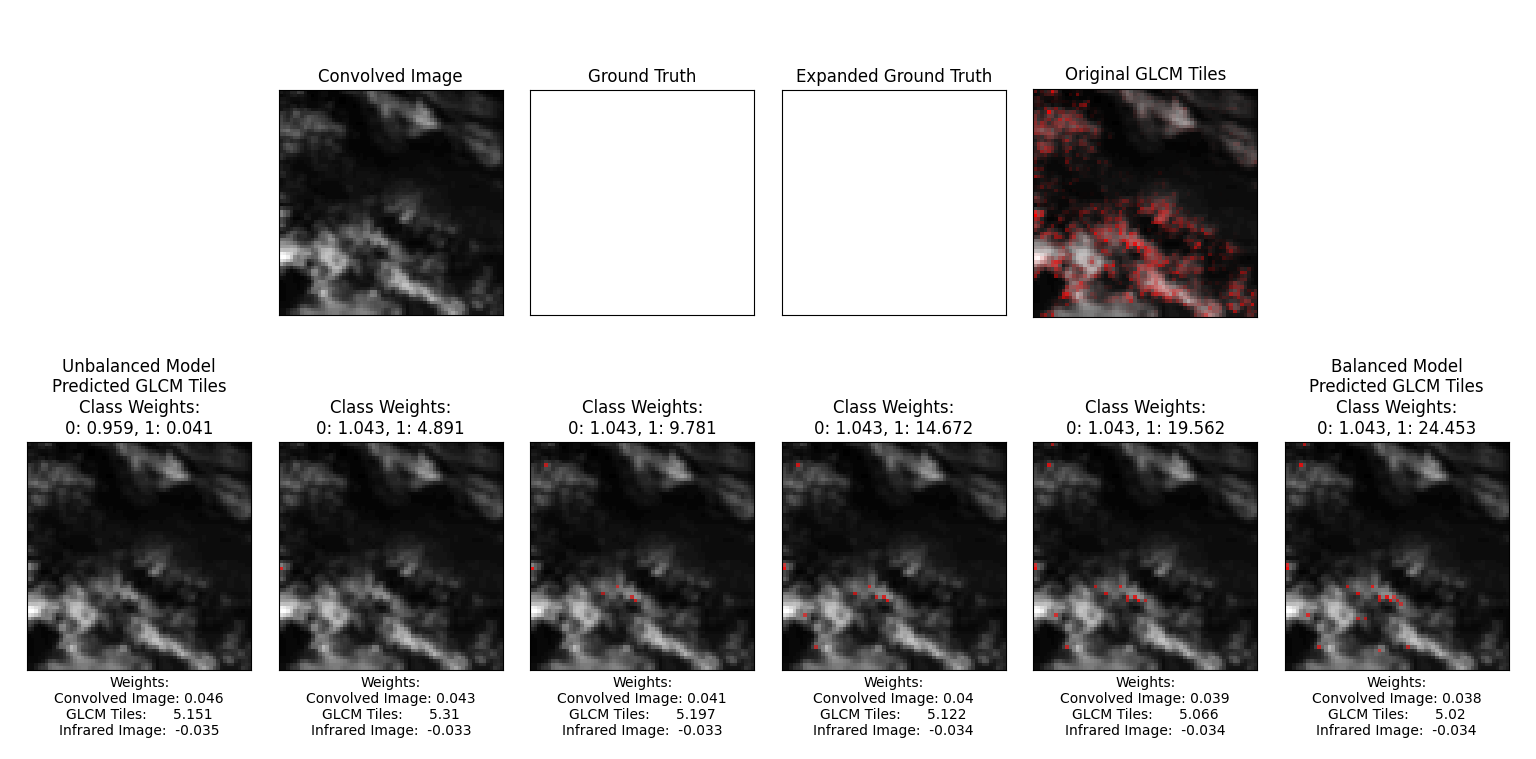 Convolved Image
Ground Truth
Expanded Ground Truth
Original GLCM Tiles
Unbalanced Model
Predicted GLCM Tiles
Class Weights:
0: 0.959, 1: 0.041
Class Weights:
0: 1.043, 1: 4.891
Class Weights:
0: 1.043, 1: 9.781
Class Weights:
0: 1.043, 1: 14.672
Class Weights:
0: 1.043, 1: 19.562
Balanced Model
Predicted GLCM Tiles
Class Weights:
0: 1.043, 1: 24.453
Weights:
Convolved Image: 0.046
GLCM Tiles: 5.151
Infrared Image: -0.035
Weights:
Convolved Image: 0.043
GLCM Tiles: 5.31
Infrared Image: -0.033
Weights:
Convolved Image: 0.041
GLCM Tiles: 5.197
Infrared Image: -0.033
Weights:
Convolved Image: 0.04
GLCM Tiles: 5.122
Infrared Image: -0.034
Weights:
Convolved Image: 0.039
GLCM Tiles: 5.066
Infrared Image: -0.034
Weights:
Convolved Image: 0.038
GLCM Tiles: 5.02
Infrared Image: -0.034